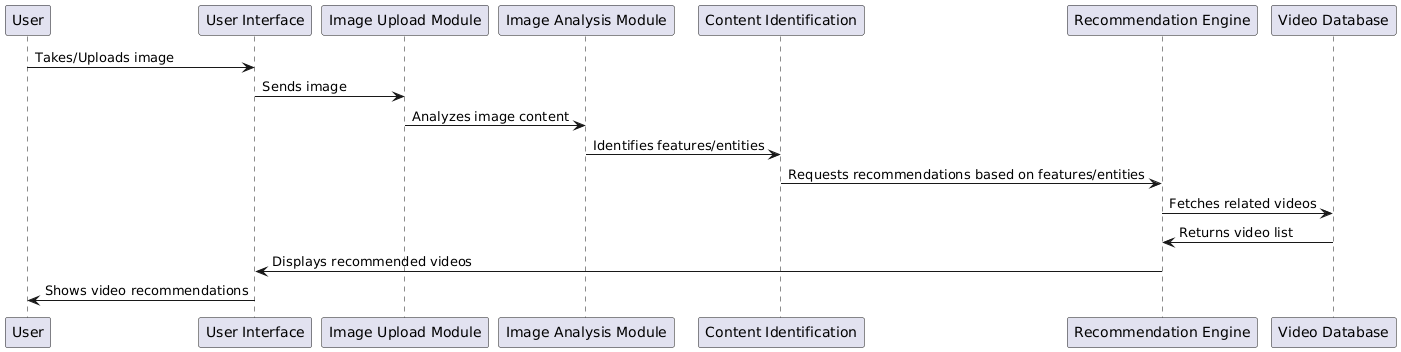 User
User Interface
Image Upload Module
Image Analysis Module
Content Identification
Recommendation Engine
Video Database
Takes/Uploads image
Sends image
Analyzes image content
Identifies features/entities
Requests recommendations based on features/entities
Fetches related videos
Returns video list
Displays recommended videos
Shows video recommendations
User
User Interface
Image Upload Module
Image Analysis Module
Content Identification
Recommendation Engine
Video Database